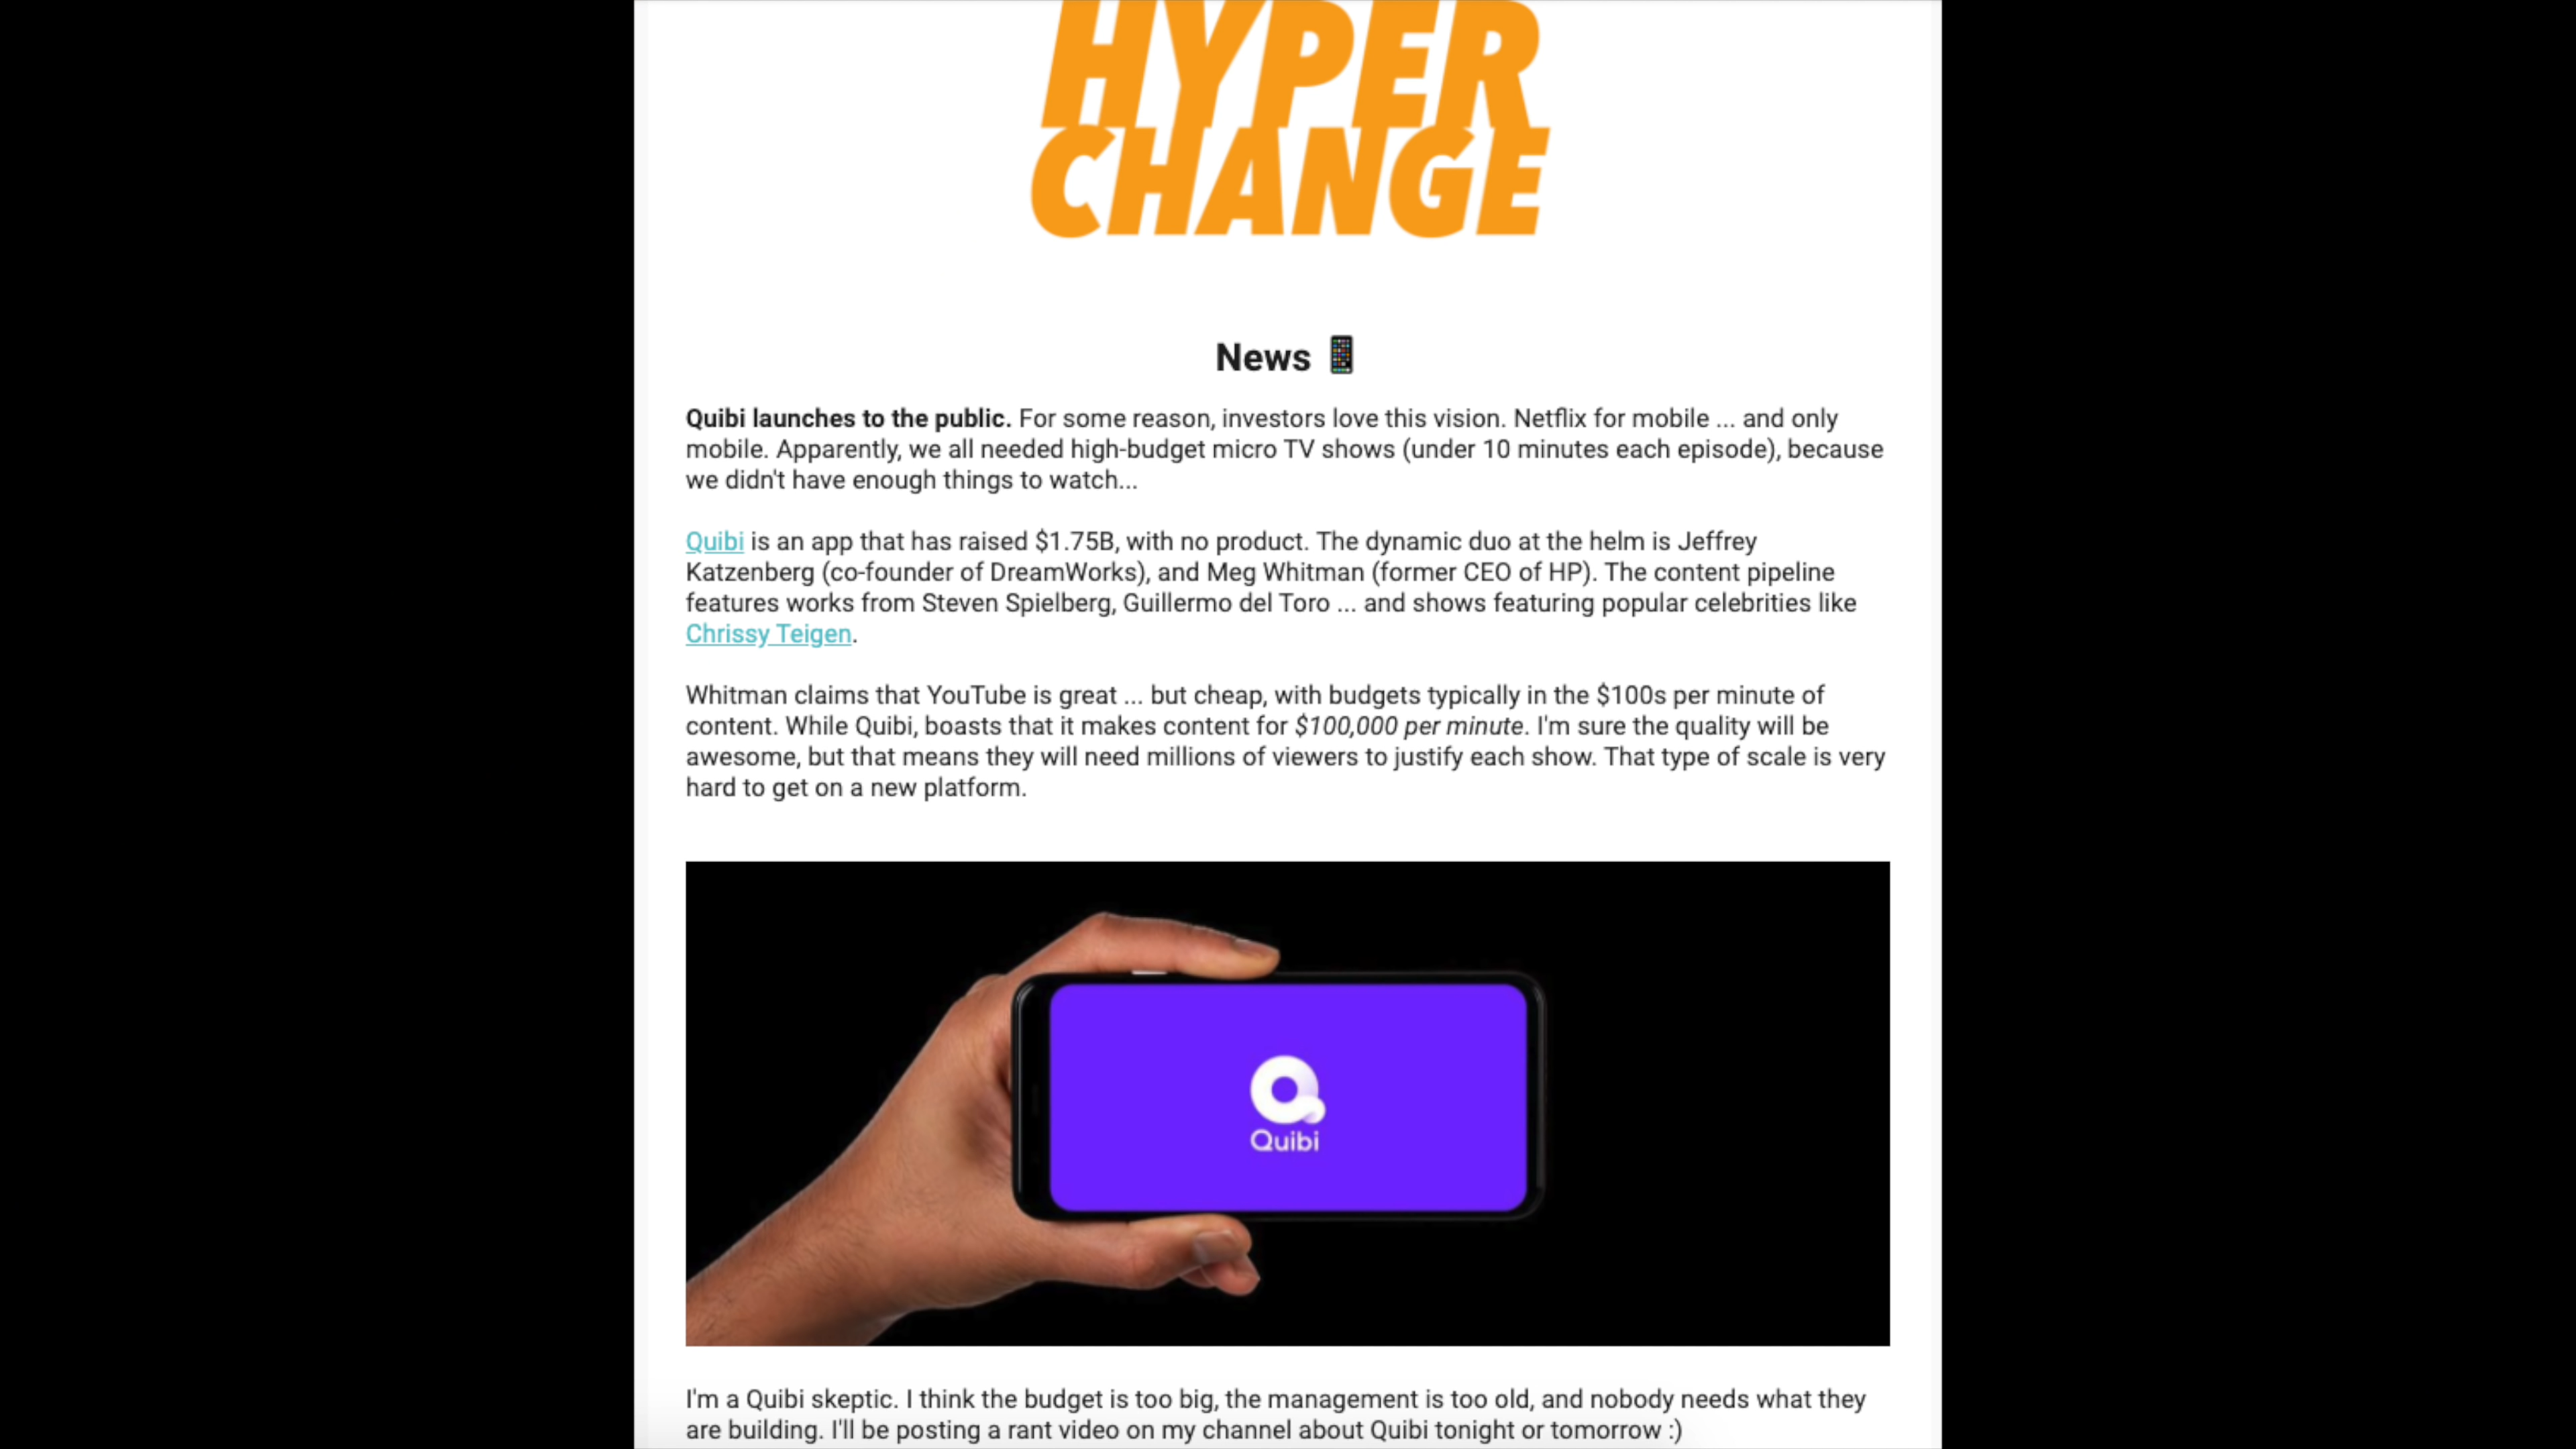 HYPER
CHANGE
News 📱
Quibi launches to the public. For some reason, investors love this vision. Netflix for mobile ... and only
mobile. Apparently, we all needed high-budget micro TV shows (under 10 minutes each episode), because
we didn't have enough things to watch...
Quibi is an app that has raised $1.75B, with no product. The dynamic duo at the helm is Jeffrey
Katzenberg (co-founder of DreamWorks), and Meg Whitman (former CEO of HP). The content pipeline
features works from Steven Spielberg, Guillermo del Toro ... and shows featuring popular celebrities like
Chrissy Teigen.
Whitman claims that YouTube is great ... but cheap, with budgets typically in the $100s per minute of
content. While Quibi, boasts that it makes content for $100,000 per minute. I'm sure the quality will be
awesome, but that means they will need millions of viewers to justify each show. That type of scale is very
hard to get on a new platform.
Quibi
I'm a Quibi skeptic. I think the budget is too big, the management is too old, and nobody needs what they
are building. I'll be posting a rant video on my channel about Quibi tonight or tomorrow :)